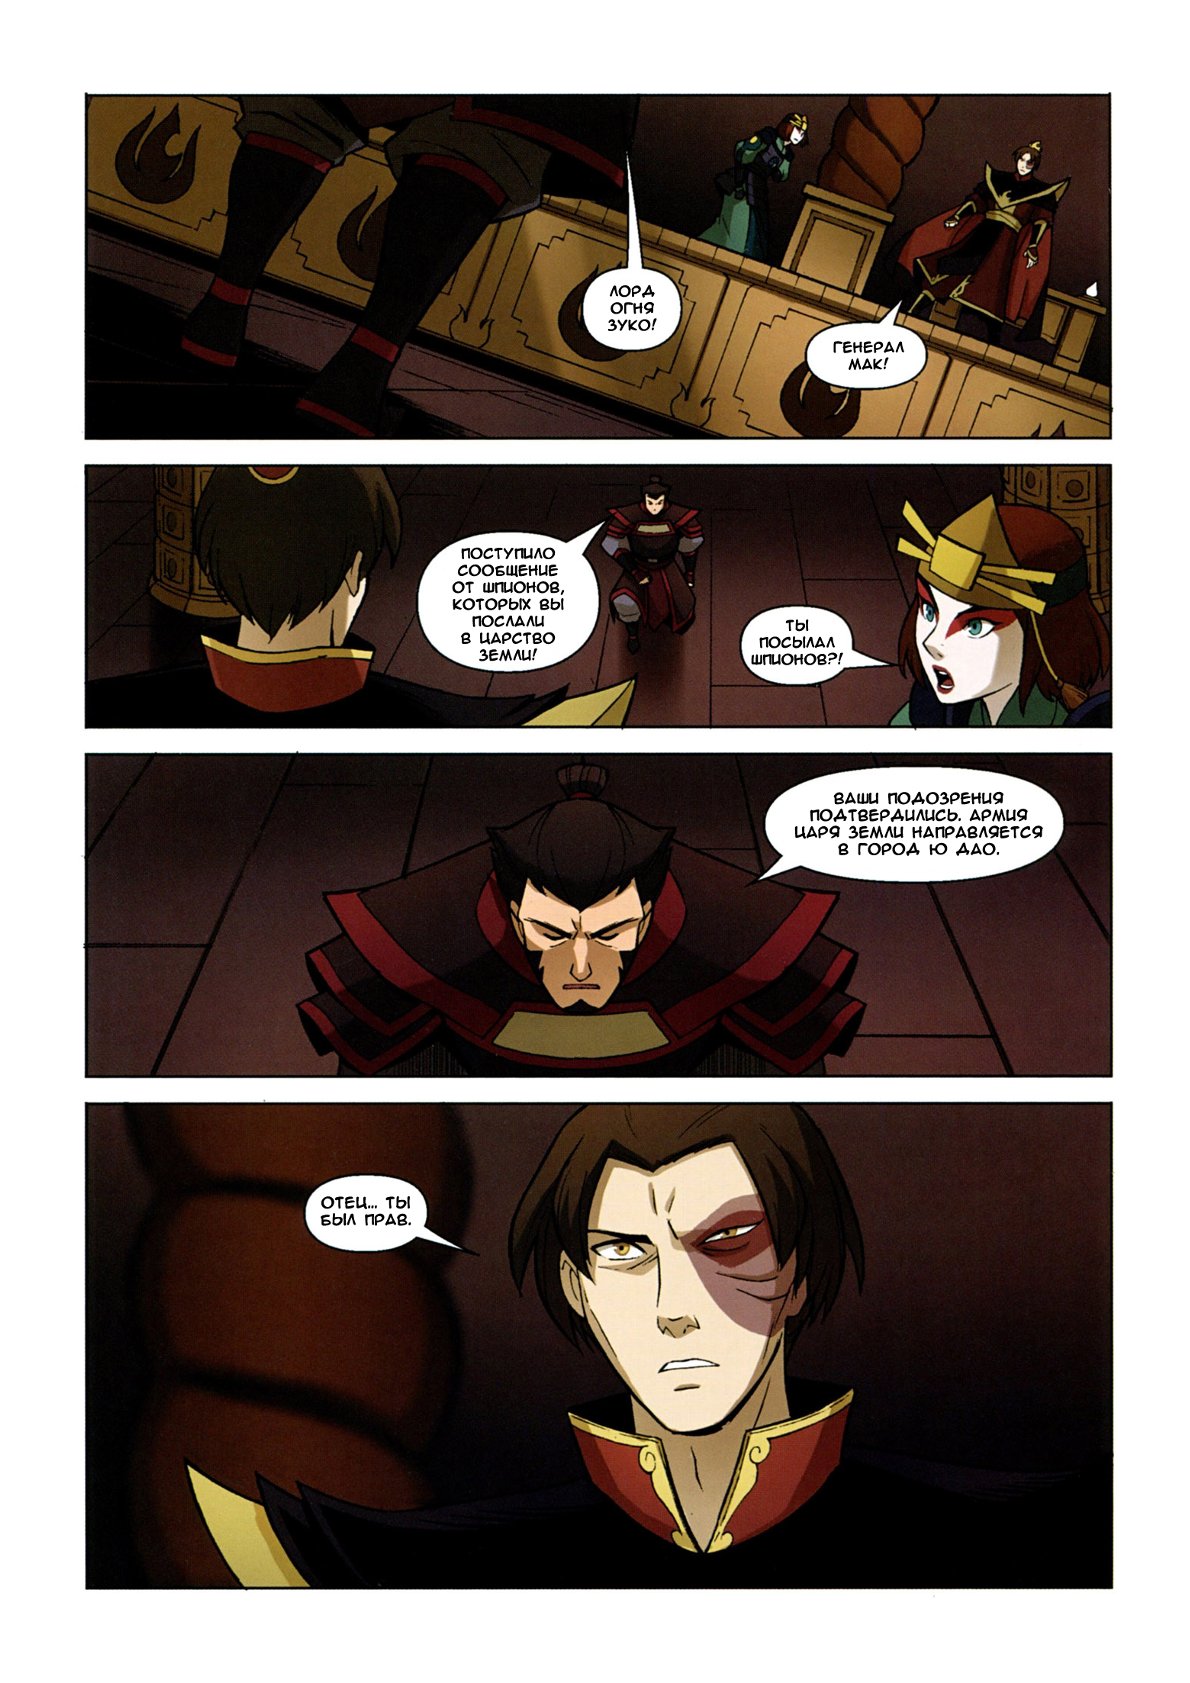 ЛОРД
ОГНЯ
ЗУКО!
ГЕНЕРАЛ
МАК!
ПОСТУПИЛО
СООБЩЕНИЕ
ОТ ШПИОНОВ,
КОТОРЫХ ВЫ
ПОСЛАЛИ
В ЦАРСТВО
ЗЕМЛИ!
ТЫ
ПОСЫЛАЛ
ШПИОНОВ?!
ВАШИ ПОДОЗРЕНИЯ
ПОДТВЕРДИЛИСЬ. АРМИЯ
ЦАРЯ ЗЕМЛИ НАПРАВЛЯЕТСЯ
В ГОРОД Ю ДАО.
ОТЕЦ... ТЫ
БЫЛ ПРАВ.